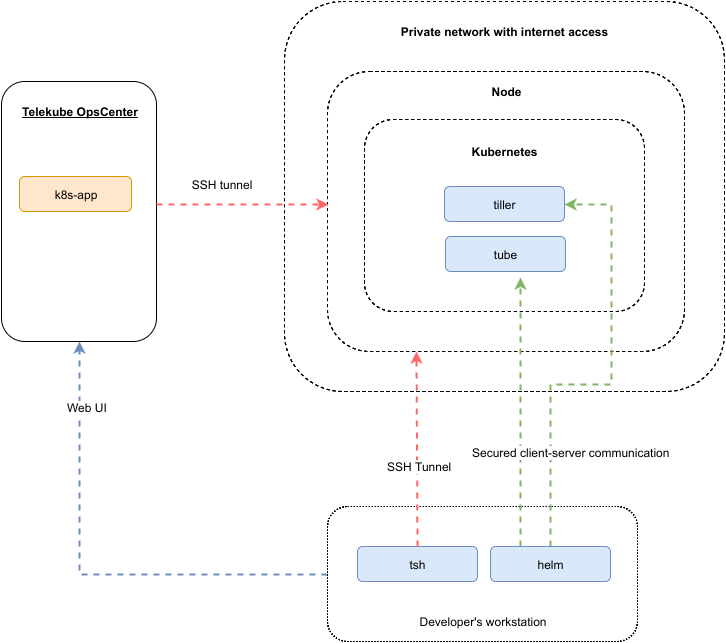 Private network with internet access
Node
Telekube OpsCenter
Kubernetes
k8s-app
SSH tunnel
tiller
tube
Web UI
Secured client-server communication
SSH Tunnel
tsh
helm
Developer's workstation